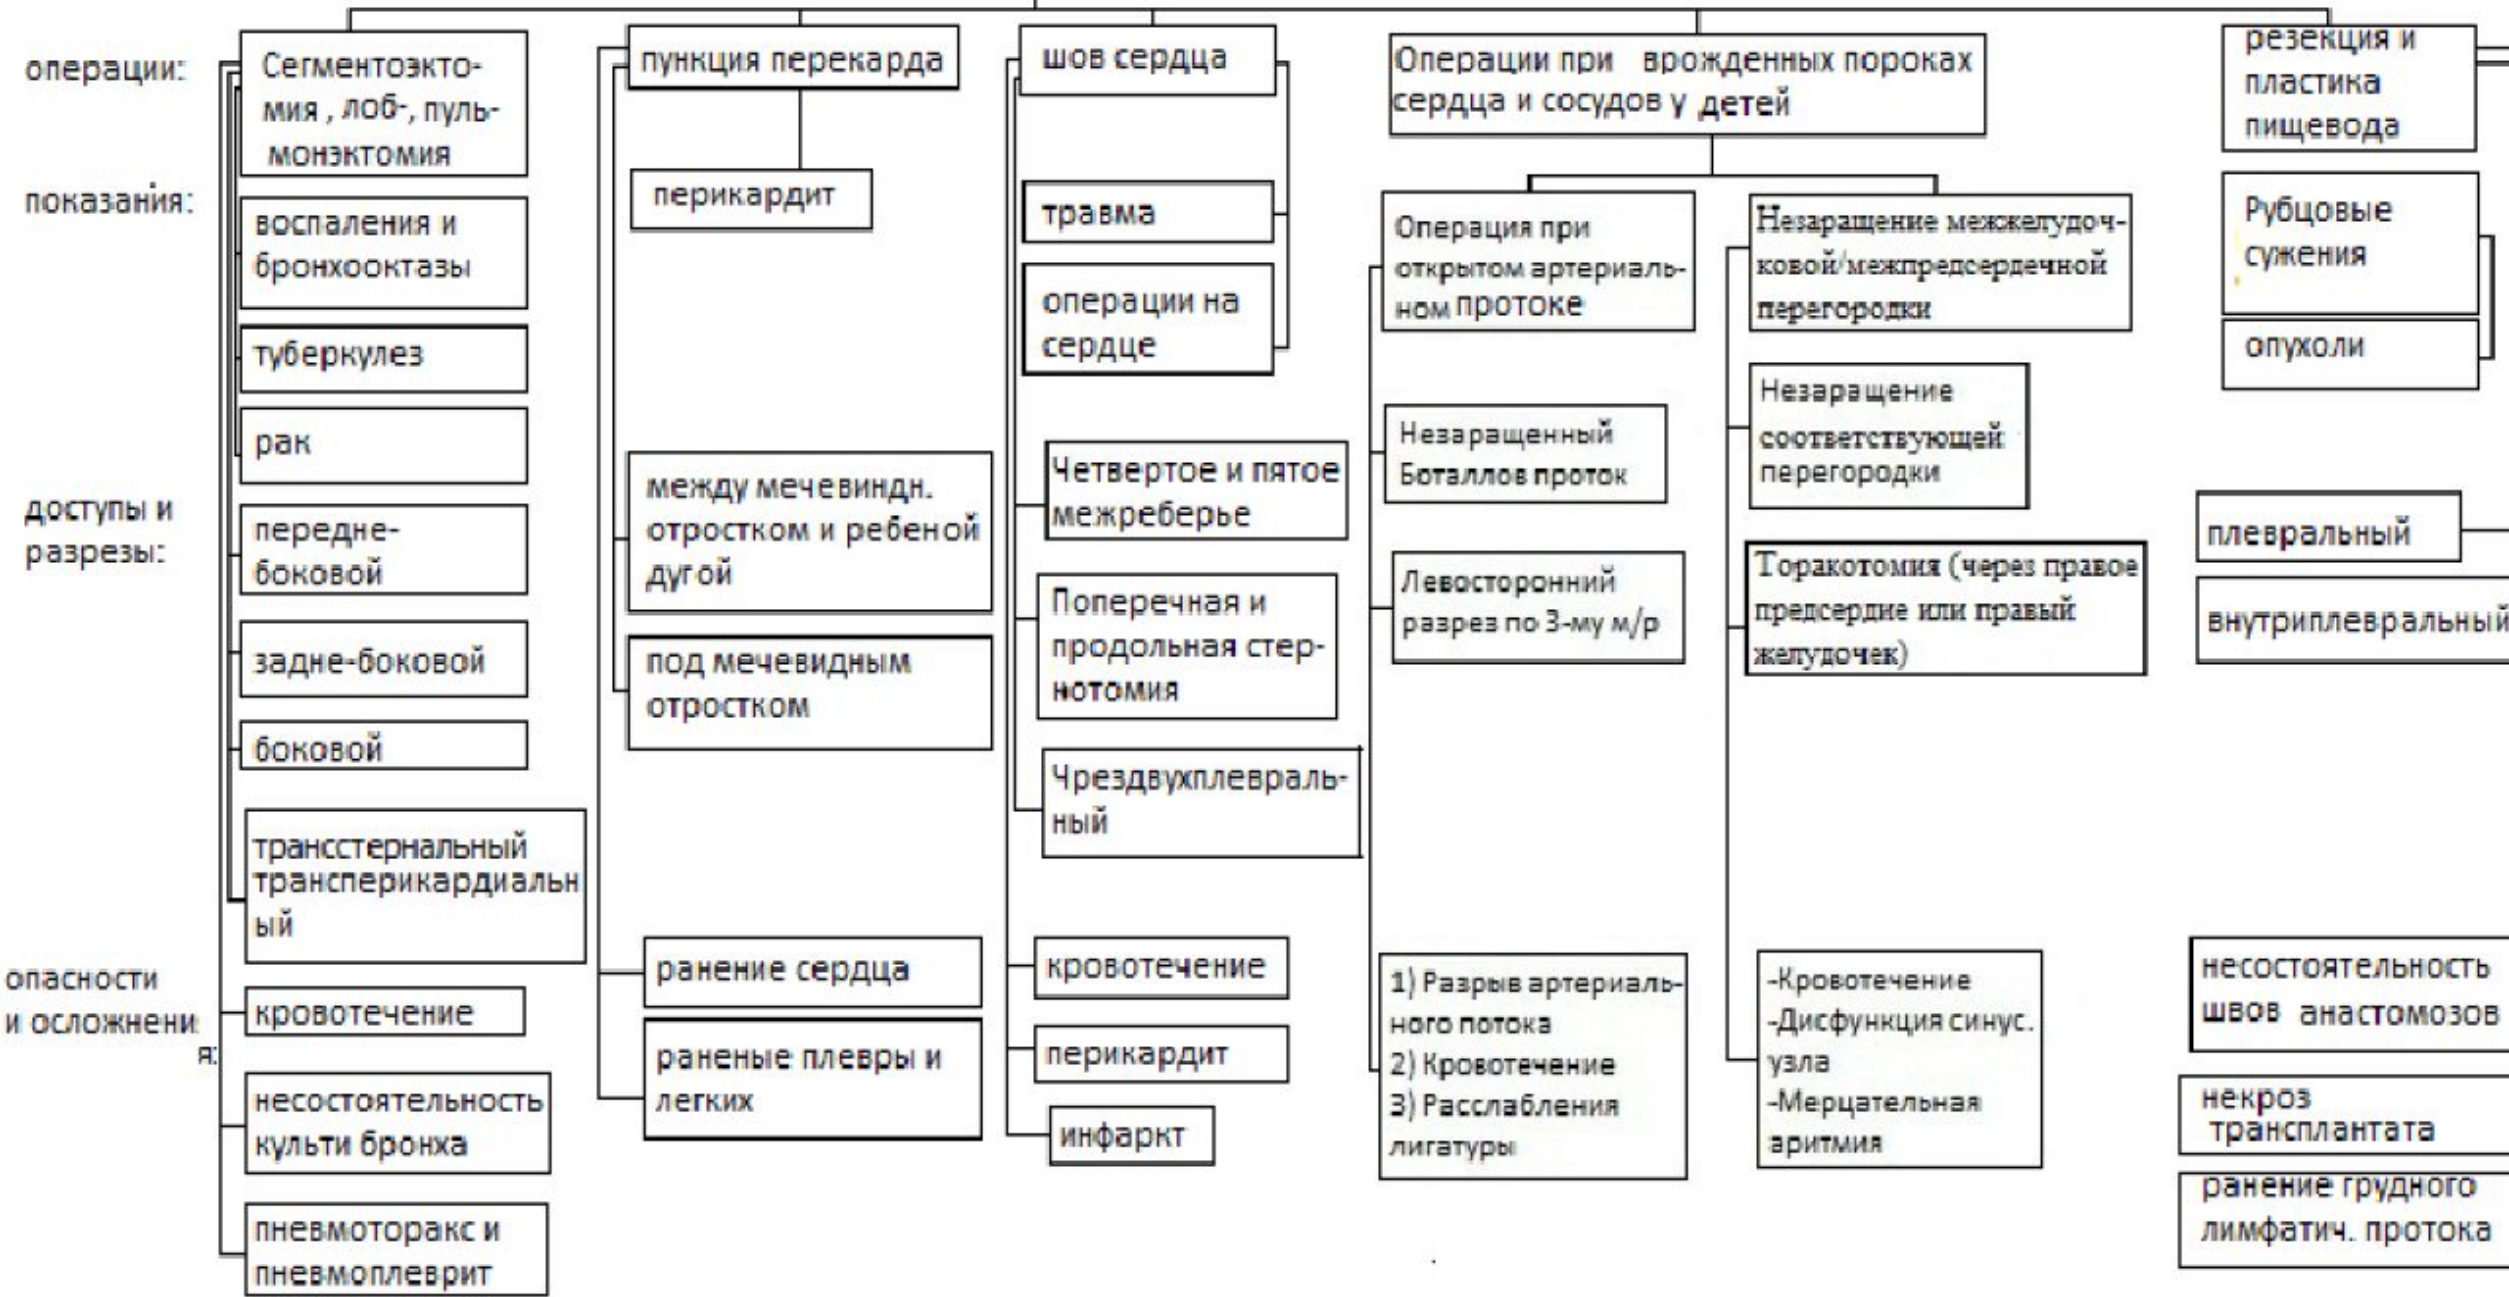 операции:
Сегментоэкто-
мия , лоб-, пуль-
монэктомия
пункция перекарда
шов сердца
Операции при врожденных пороках
сердца и сосудов у детей
резекция и
пластика
пищевода
показания:
воспаления и
бронхооктазы
туберкулез
рак
перикардит
травма
операции на
сердце
Операция при
открытом артериаль-
ном протоке
Незаращенный
Боталлов проток
Незаращение межжелудоч-
ковой/межпредсердечной
перегородки
Незаращение
соответствующей
перегородки
Рубцовые
сужения
опухоли
доступы и
разрезы:
передне-
боковой
задне-боковой
боковой
трансстернальный
трансперикардиальн
ый
между мечевиндн.
отростком и ребеной
дугой
под мечевидным
отростком
Четвертое и пятое
межреберье
Поперечная и
продольная стер-
нотомия
Чрездвухплевраль-
ный
Левосторонний
разрез по 3-му м/р
Торакотомия (через правое
предсердие или правый
желудочек)
плевральный
внутриплевральный
опасности
и осложнени
я:
кровотечение
несостоятельность
культи бронха
пневмоторакс и
пневмоплеврит
ранение сердца
раненые плевры и
легких
кровотечение
перикардит
инфаркт
1) Разрыв артериаль-
ного потока
2) Кровотечение
3) Расслабления
лигатуры
-Кровотечение
-Дисфункция синус.
узла
-Мерцательная
аритмия
несостоятельность
швов анастомозов
некроз
трансплантата
ранение грудного
лимфатич. протока